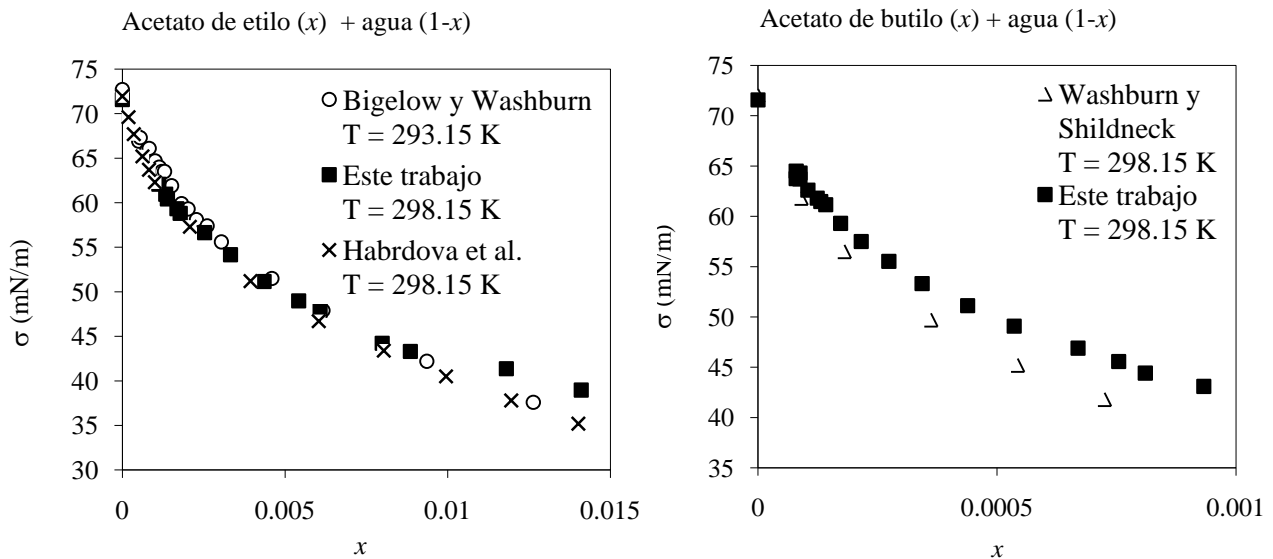 Acetato de etilo (x) + agua (1-x)
75
70
65
60
55
50
45
40
35
30
σ (mN/m)
0
0.005
0.01
0.015
x
Bigelow y Washburn
T = 293.15 K
Este trabajo
T = 298.15 K
Habrdova et al.
T = 298.15 K
Acetato de butilo (x) + agua (1-x)
75
70
65
60
55
50
45
40
35
σ (mN/m)
0
0.0005
0.001
x
Washburn y
Shildneck
T = 298.15 K
Este trabajo
T = 298.15 K